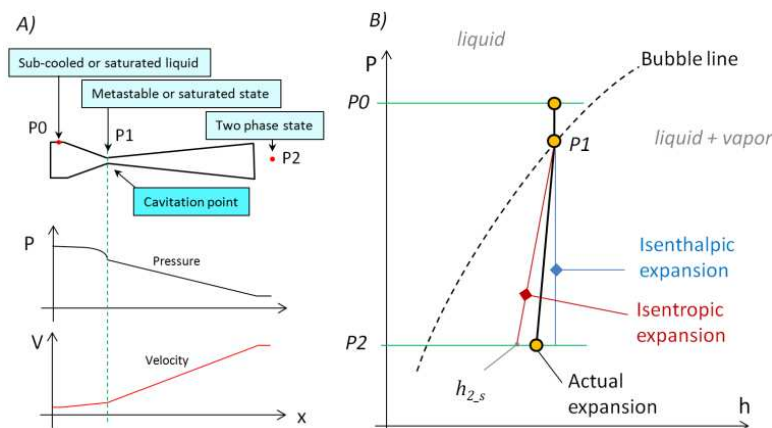 A)
Sub-cooled or saturated liquid
Metastable or saturated state
P0
P1
Two phase state
P2
Cavitation point
P
Pressure
V
Velocity
x
B)
liquid
P
Bubble line
P0
P1
liquid + vapor
Isenthalpic
expansion
Isentropic
expansion
P2
h2_s
Actual
expansion
h